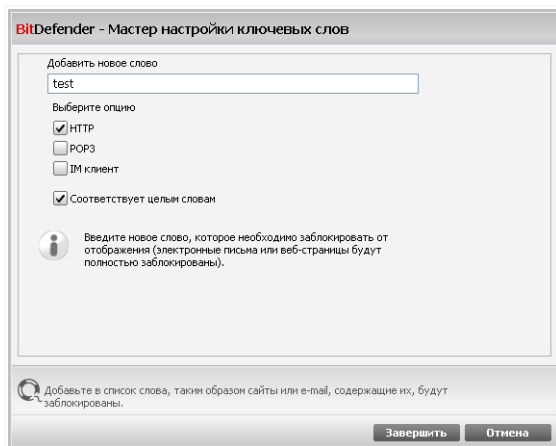 BitDefender - Мастер настройки ключевых слов
Добавить новое слово
test
Выберите опцию
HTTP
POP3
IM клиент
Соответствует целым словам
Введите новое слово, которое необходимо заблокировать от
отображения (электронные письма или веб-страницы будут
полностью заблокированы).
Добавьте в список слова, таким образом сайты или e-mail, содержащие их, будут
заблокированы.
Завершить Отмена